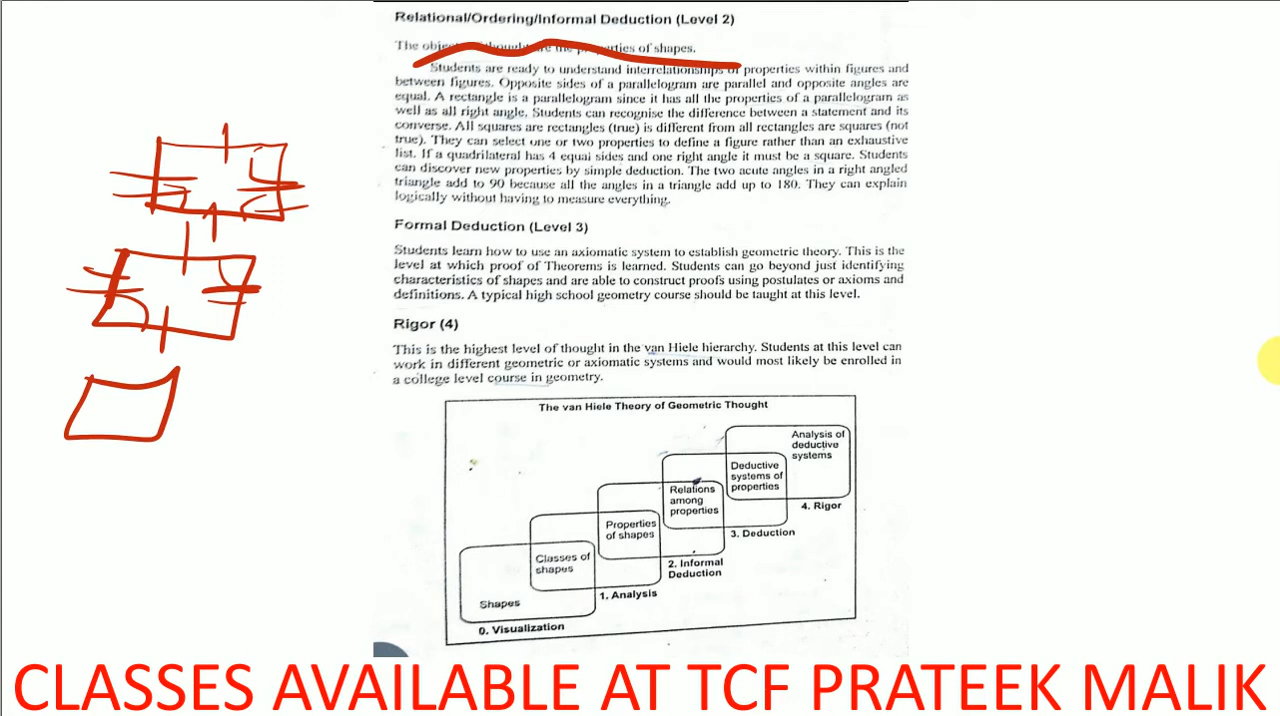 Relational/Ordering/Informal Deduction (Level 2)
The objects of thought are the properties of shapes.
Students are ready to understand interrelationships of properties within figures and
between figures. Opposite sides of a parallelogram are parallel and opposite angles are
equal. A rectangle is a parallelogram since it has all the properties of a parallelogram as
well as all right angle. Students can recognise the difference between a statement and its
converse. All squares are rectangles (true) is different from all rectangles are squares (not
true). They can select one or two properties to define a figure rather than an exhaustive
list. If a quadrilateral has 4 equal sides and one right angle it must be a square. Students
can discover new properties by simple deduction. The two acute angles in a right angled
triangle add to 90 because all the angles in a triangle add up to 180. They can explain
logically without having to measure everything.
Formal Deduction (Level 3)
Students learn how to use an axiomatic system to establish geometric theory. This is the
level at which proof of Theorems is learned. Students can go beyond just identifying
characteristics of shapes and are able to construct proofs using postulates or axioms and
definitions. A typical high school geometry course should be taught at this level.
Rigor (4)
This is the highest level of thought in the van Hiele hierarchy. Students at this level can
work in different geometric or axiomatic systems and would most likely be enrolled in
a college level course in geometry.
The van Hiele Theory of Geometric Thought
Shapes
0. Visualization
Classes of
shapes
1. Analysis
Properties
of shapes
2. Informal
Deduction
Relations
among
properties
3. Deduction
Deductive
systems of
properties
4. Rigor
Analysis of
deductive
systems
CLASSES AVAILABLE AT TCF PRATEEK MALIK